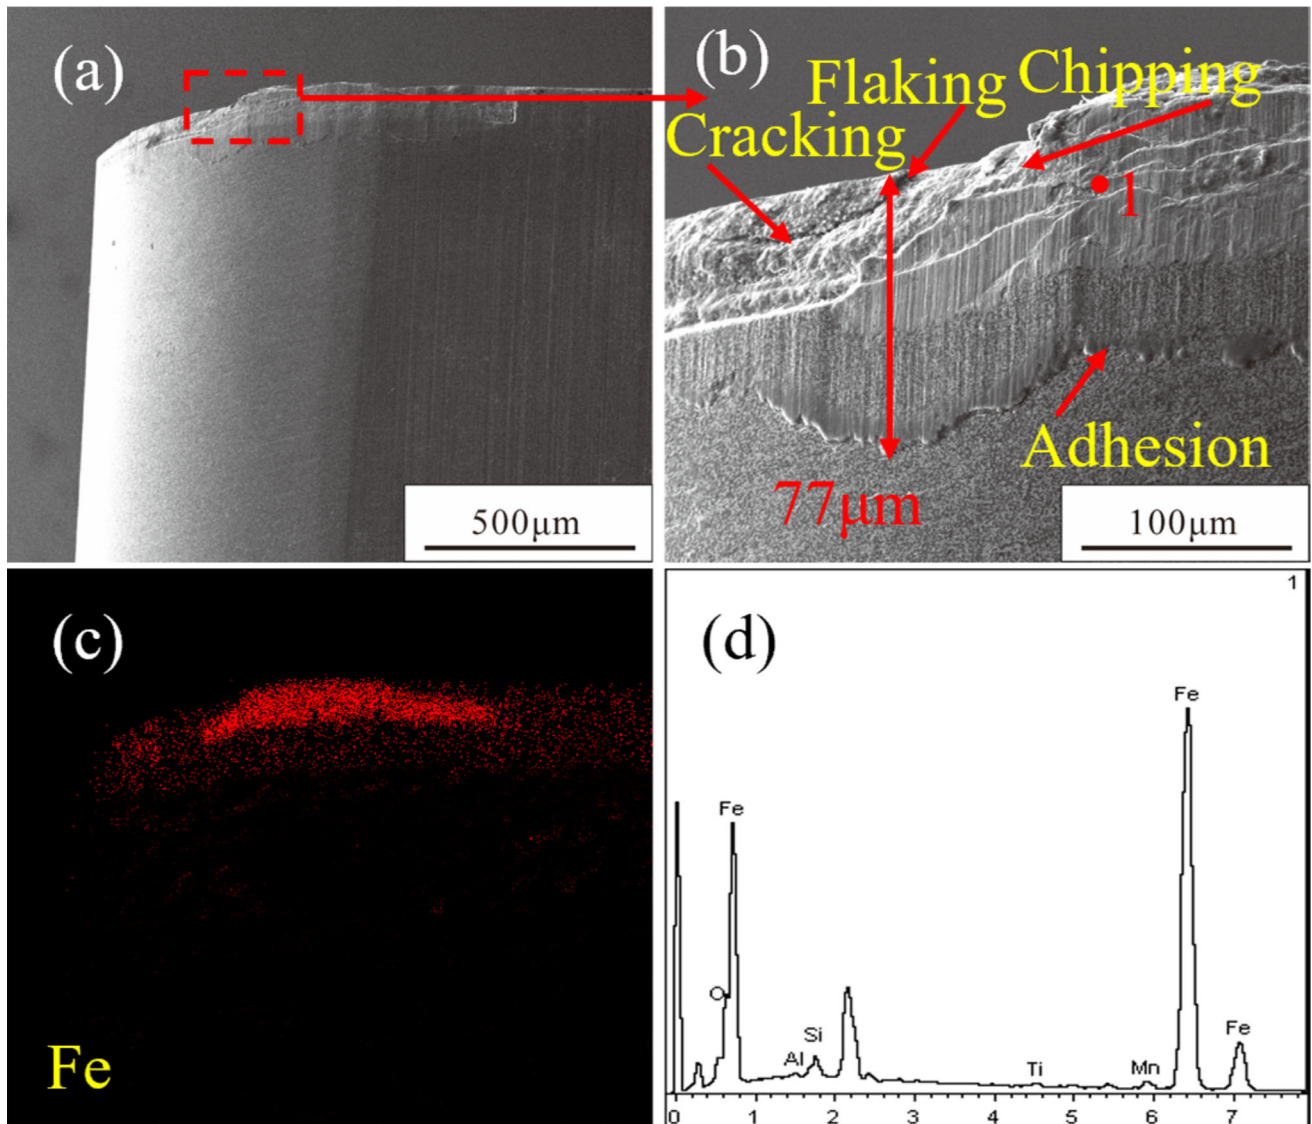 (a)
500μm
(b)
Flaking
Chipping
Cracking
1
Adhesion
77μm
100μm
(c)
Fe
(d)
1
Fe
Fe
O
Si
Al
Ti
Mn
Fe
0 1 2 3 4 5 6 7